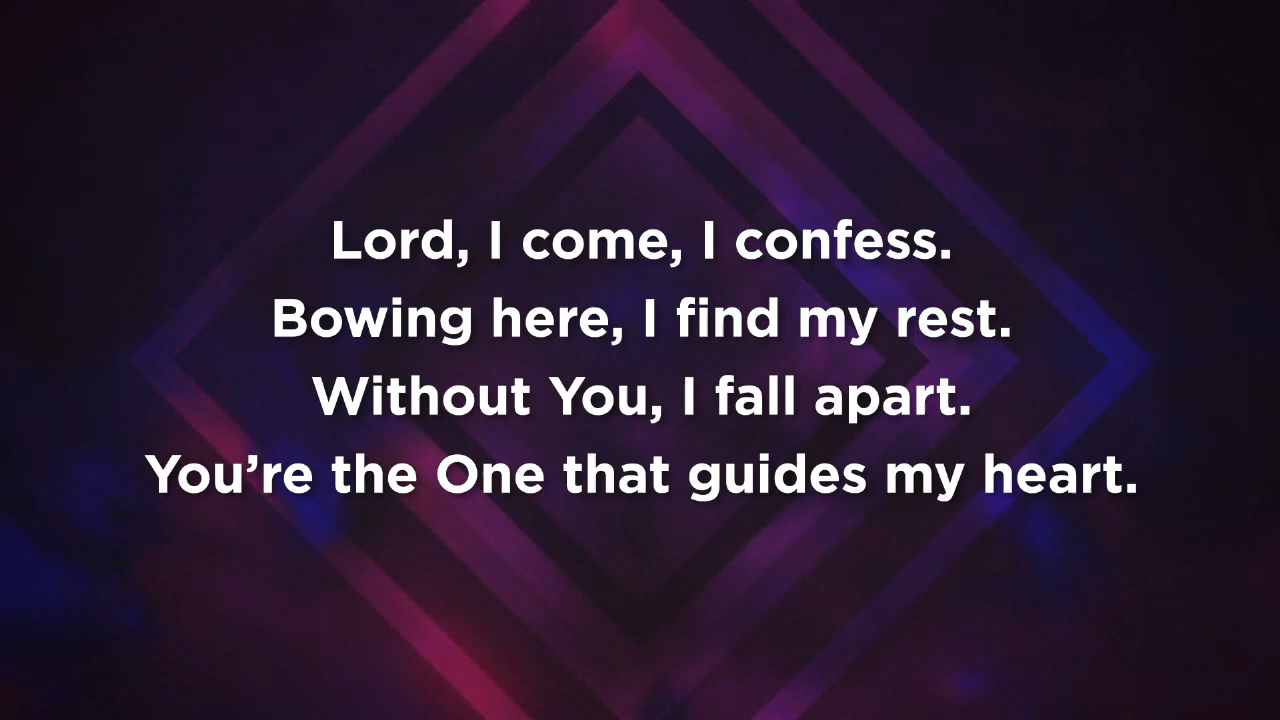 Lord, I come, I confess.
Bowing here, I find my rest.
Without You, I fall apart.
You’re the One that guides my heart.